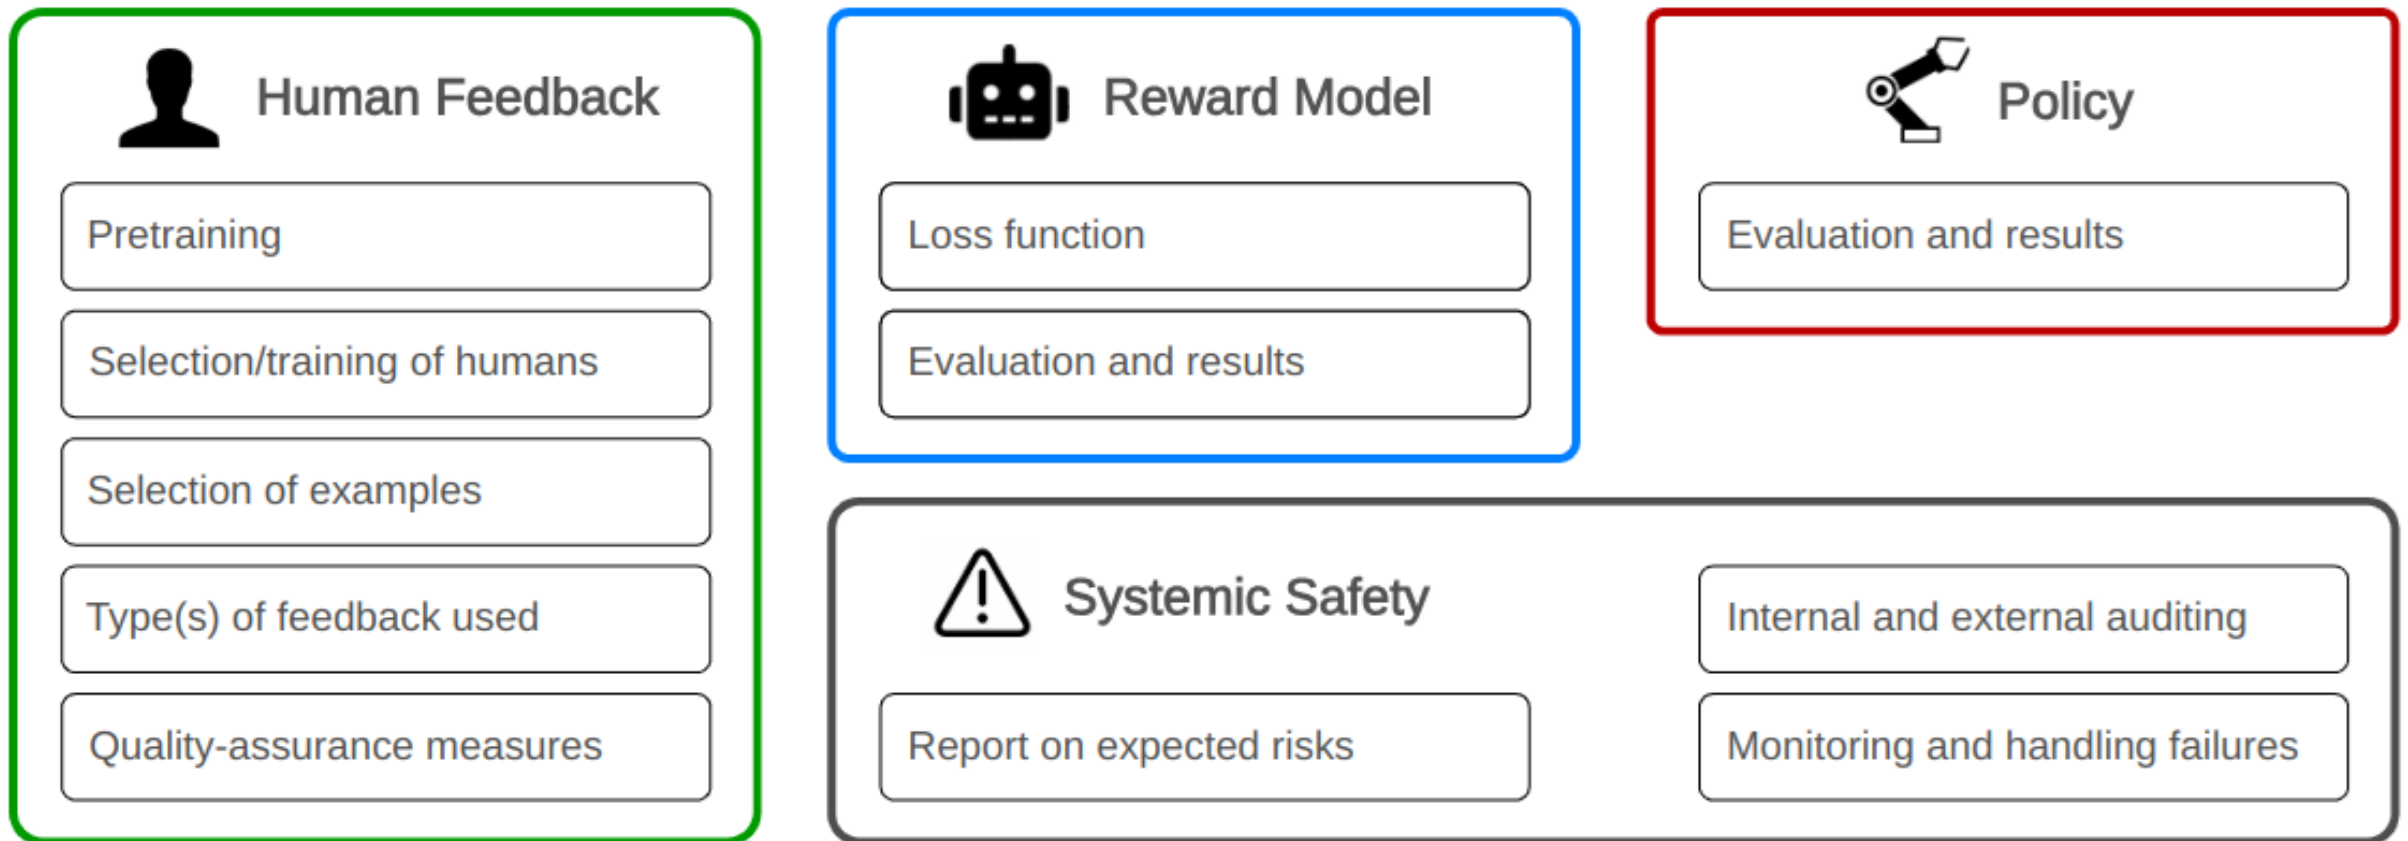 Human Feedback
Pretraining
Selection/training of humans
Selection of examples
Type(s) of feedback used
Quality-assurance measures
Reward Model
Loss function
Evaluation and results
Policy
Evaluation and results
Systemic Safety
Report on expected risks
Internal and external auditing
Monitoring and handling failures